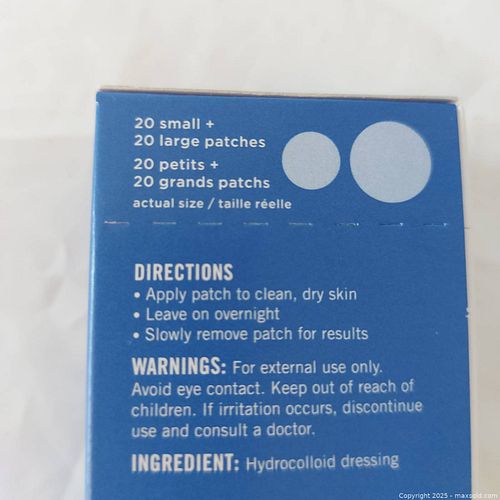 20 small +
20 large patches
20 petits +
20 grands patchs
actual size / taille réelle
DIRECTIONS
• Apply patch to clean, dry skin
• Leave on overnight
• Slowly remove patch for results
WARNINGS: For external use only.
Avoid eye contact. Keep out of reach of
children. If irritation occurs, discontinue
use and consult a doctor.
INGREDIENT: Hydrocolloid dressing
Copyright 2025 - maxsold.com